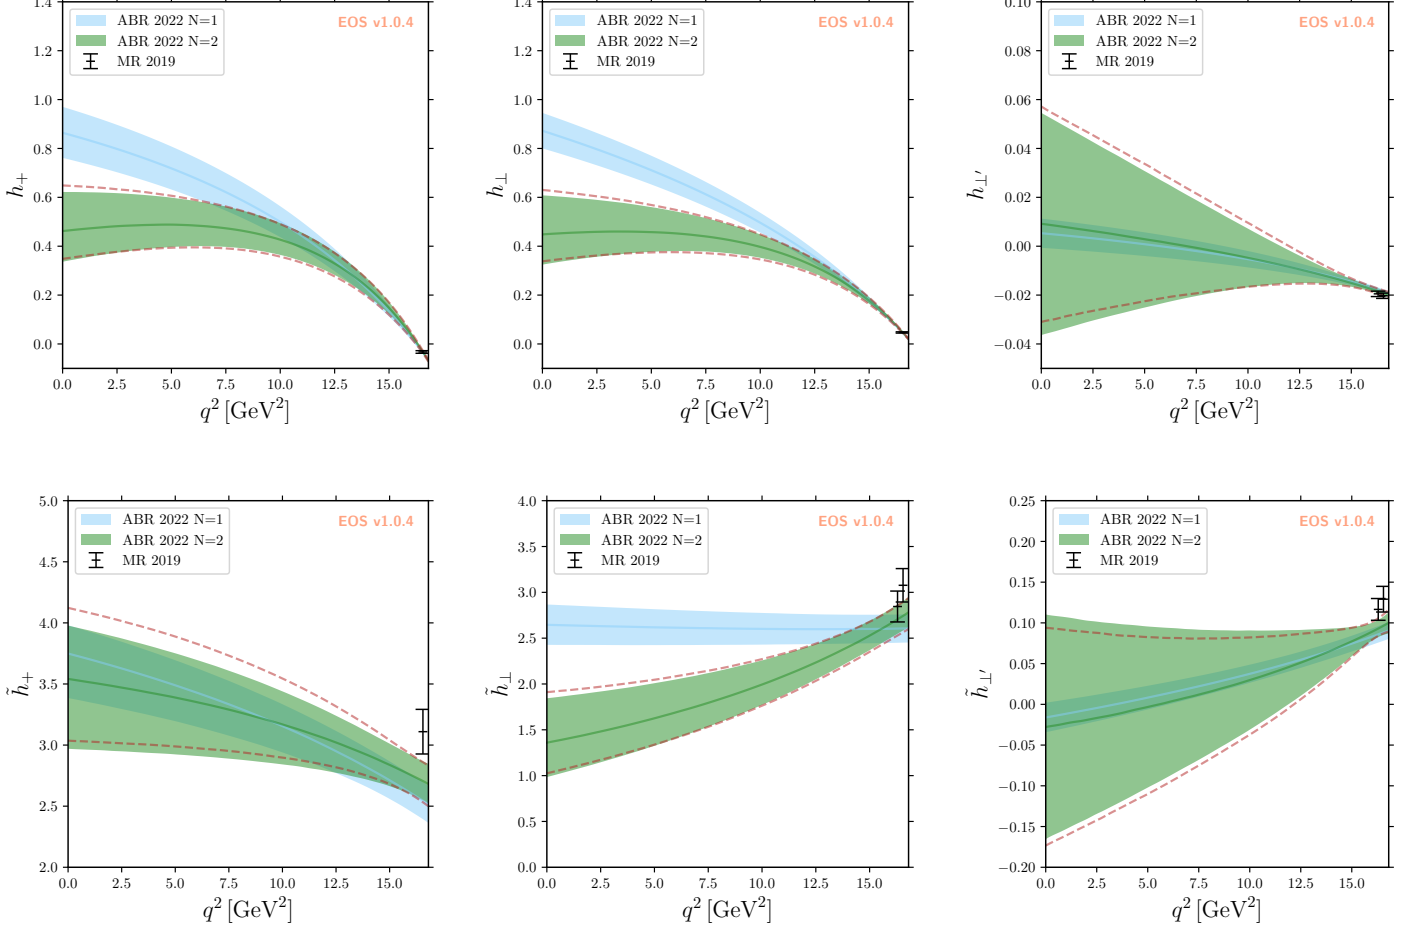 1.4
1.2
1.0
0.8
0.6
0.4
0.2
0.0
h₊
ABR 2022 N=1
ABR 2022 N=2
MR 2019
EOS v1.0.4
0.0 2.5 5.0 7.5 10.0 12.5 15.0
q² [GeV²]
1.4
1.2
1.0
0.8
0.6
0.4
0.2
0.0
h⊥
ABR 2022 N=1
ABR 2022 N=2
MR 2019
EOS v1.0.4
0.0 2.5 5.0 7.5 10.0 12.5 15.0
q² [GeV²]
0.10
0.08
0.06
0.04
0.02
0.00
−0.02
−0.04
h⊥′
ABR 2022 N=1
ABR 2022 N=2
MR 2019
EOS v1.0.4
0.0 2.5 5.0 7.5 10.0 12.5 15.0
q² [GeV²]
5.0
4.5
4.0
3.5
3.0
2.5
2.0
h̃₊
ABR 2022 N=1
ABR 2022 N=2
MR 2019
EOS v1.0.4
0.0 2.5 5.0 7.5 10.0 12.5 15.0
q² [GeV²]
4.0
3.5
3.0
2.5
2.0
1.5
1.0
0.5
0.0
h̃⊥
ABR 2022 N=1
ABR 2022 N=2
MR 2019
EOS v1.0.4
0.0 2.5 5.0 7.5 10.0 12.5 15.0
q² [GeV²]
0.25
0.20
0.15
0.10
0.05
0.00
−0.05
−0.10
−0.15
−0.20
h̃⊥′
ABR 2022 N=1
ABR 2022 N=2
MR 2019
EOS v1.0.4
0.0 2.5 5.0 7.5 10.0 12.5 15.0
q² [GeV²]